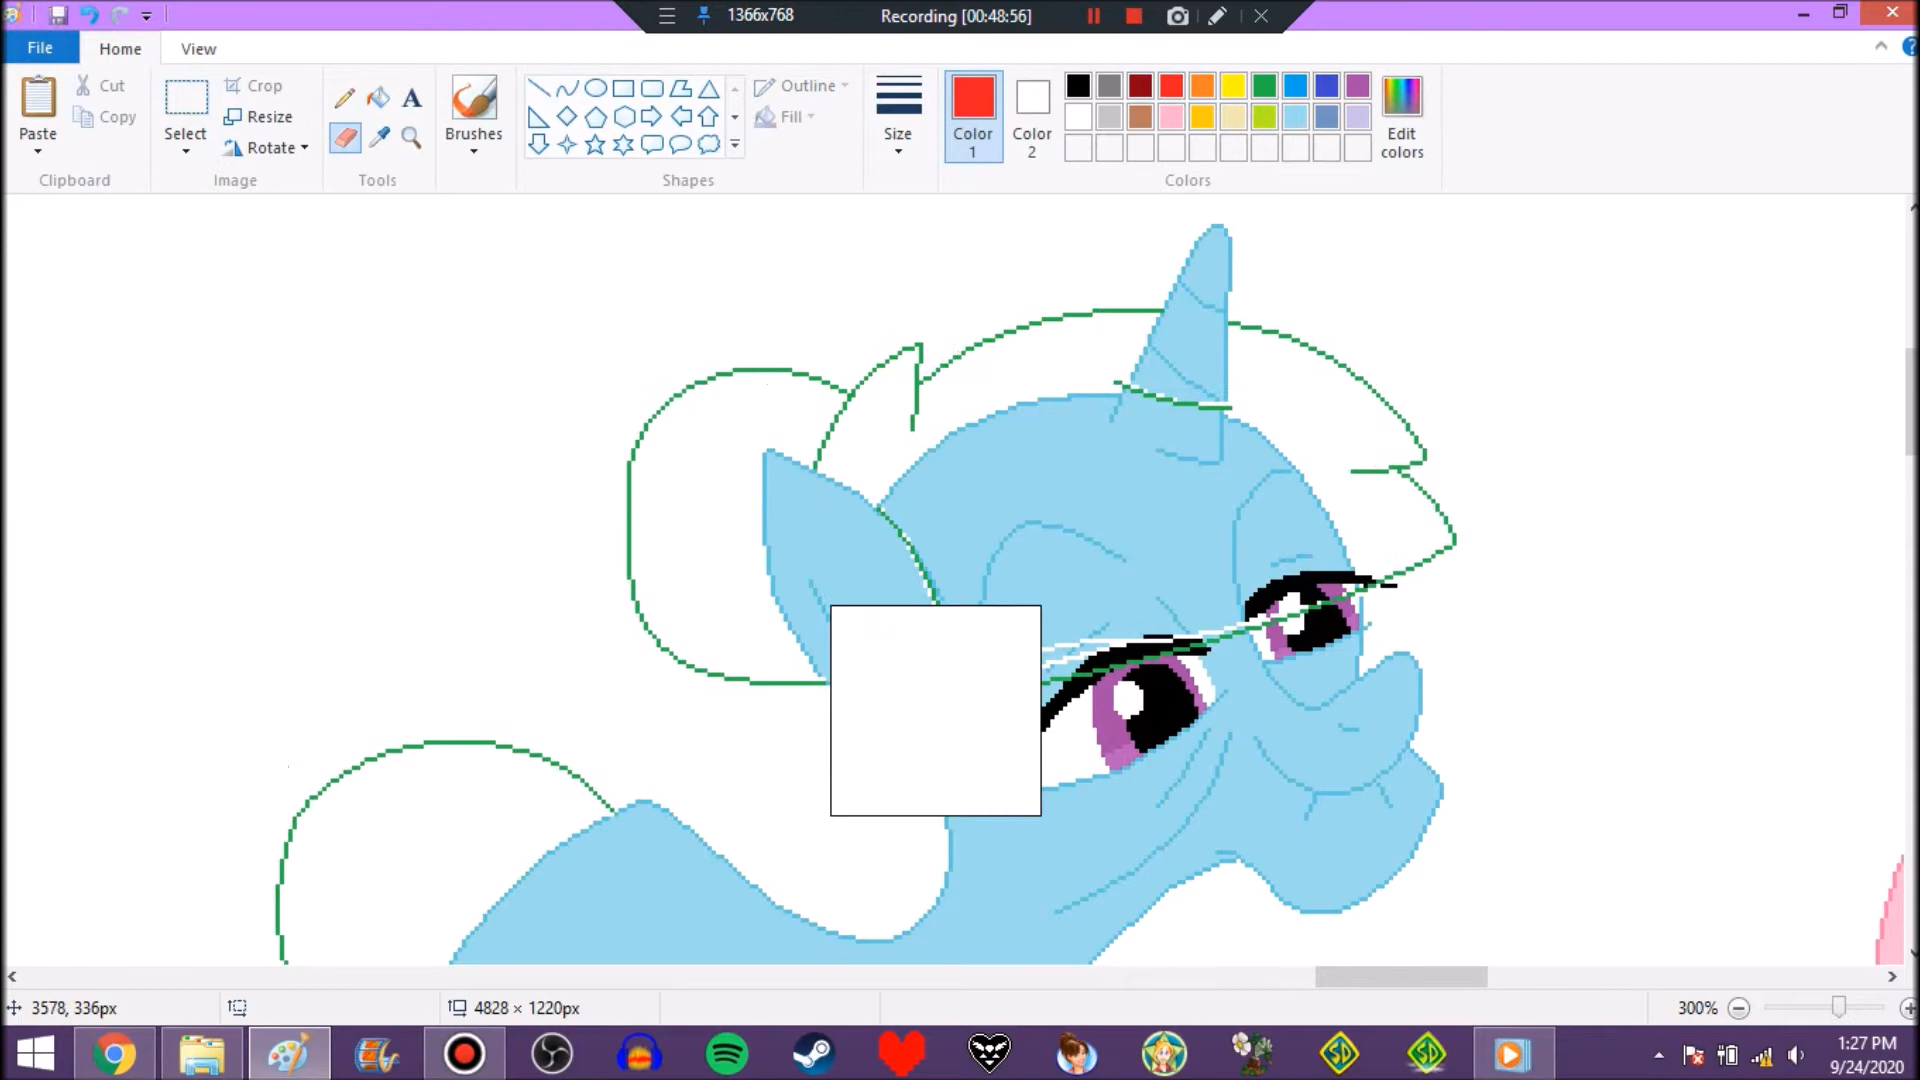 1366x768
Recording [00:48:56]
File
Home
View
Paste
Cut
Copy
Clipboard
Select
Crop
Resize
Rotate
Image
A
Tools
Brushes
Shapes
Outline
Fill
Size
Color
1
Color
2
Edit
colors
Colors
3578, 336px
4828 × 1220px
300%
SD
SD
1:27 PM
9/24/2020